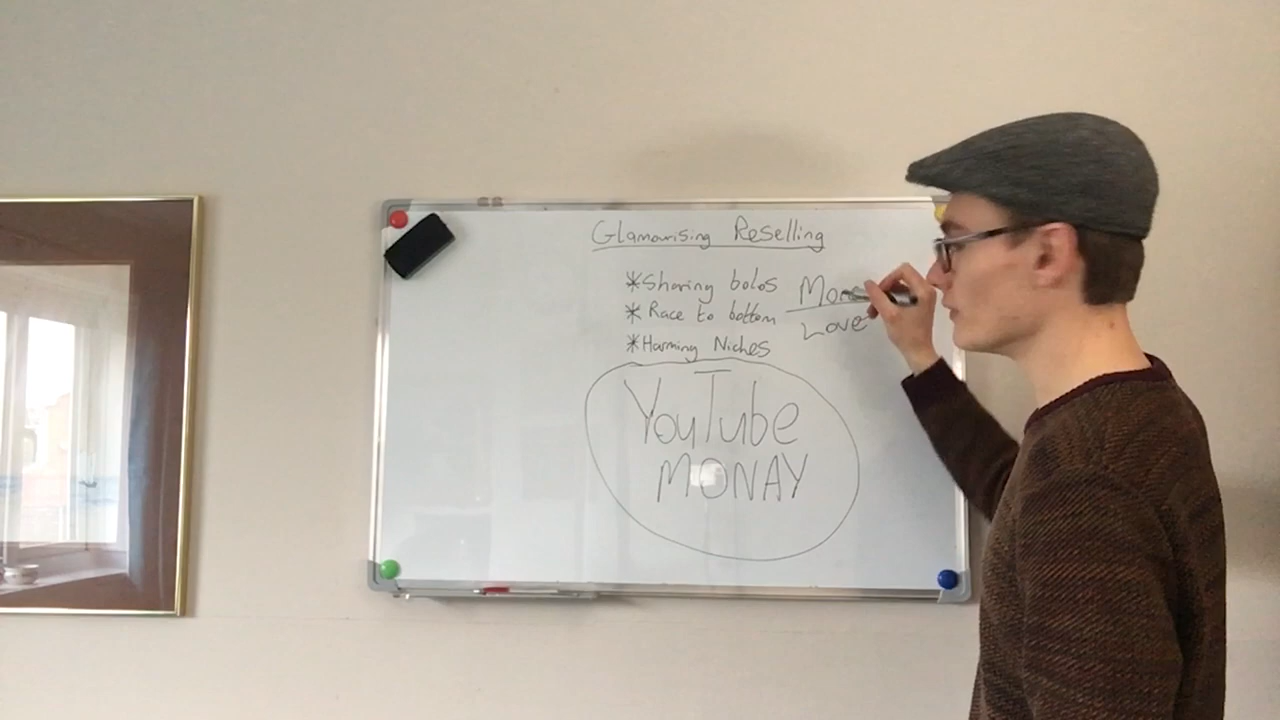 Glamourising Reselling
*Sharing bolos
* Race to bottom
*Harming Niches
Love
YouTube
MONAY